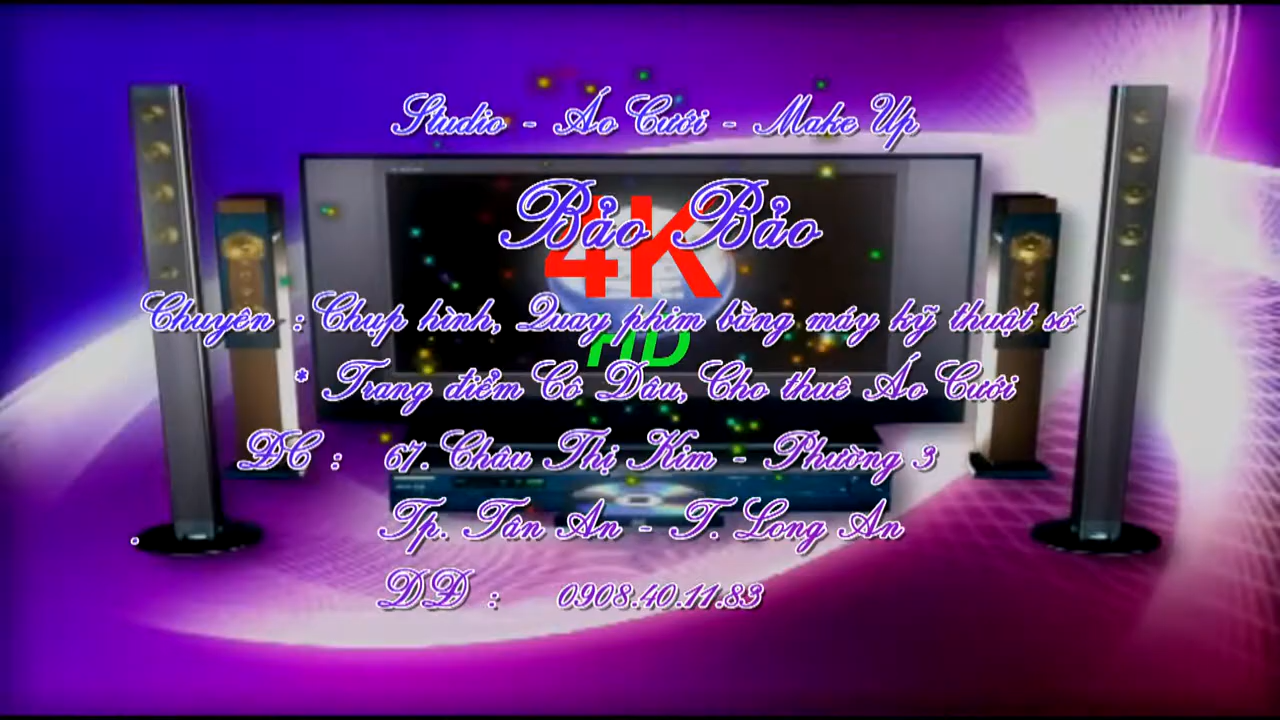 Studio - Áo Cưới - Make Up
Bảo Bảo
4K
HD
Chuyên : Chụp hình, Quay phim bằng máy kỹ thuật số
* Trang điểm Cô Dâu, Cho thuê Áo Cưới
ĐC : 67. Châu Thị Kim - Phường 3
Tp. Tân An - T. Long An
DĐ : 0908.40.11.83